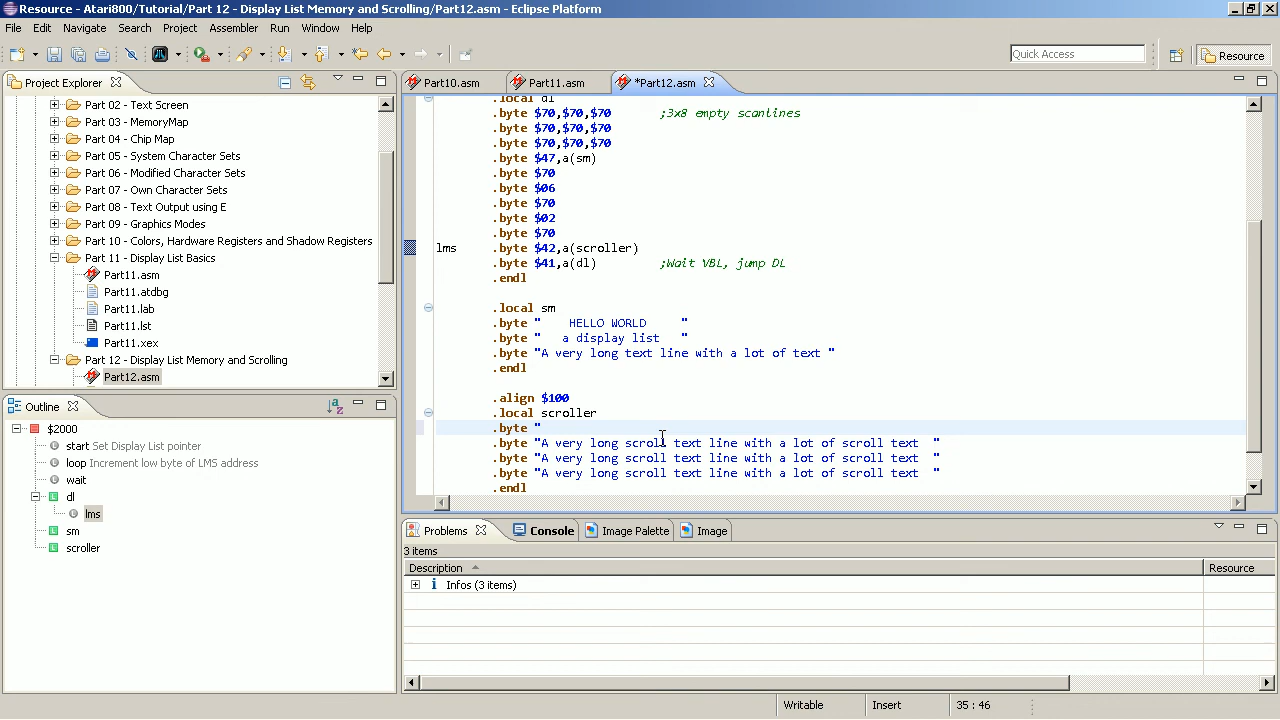 Resource - Atari800/Tutorial/Part 12 - Display List Memory and Scrolling/Part12.asm - Eclipse Platform
File Edit Navigate Search Project Assembler Run Window Help
Quick Access
Resource
Project Explorer
Part 02 - Text Screen
Part 03 - MemoryMap
Part 04 - Chip Map
Part 05 - System Character Sets
Part 06 - Modified Character Sets
Part 07 - Own Character Sets
Part 08 - Text Output using E
Part 09 - Graphics Modes
Part 10 - Colors, Hardware Registers and Shadow Registers
Part 11 - Display List Basics
Part11.asm
Part11.atdbg
Part11.lab
Part11.lst
Part11.xex
Part 12 - Display List Memory and Scrolling
Part12.asm
Outline
$2000
start Set Display List pointer
loop Increment low byte of LMS address
wait
dl
lms
sm
scroller
Part10.asm Part11.asm *Part12.asm
.local dl
.byte $70,$70,$70 ;3x8 empty scantines
.byte $70,$70,$70
.byte $70,$70,$70
.byte $47,a(sm)
.byte $70
.byte $06
.byte $70
.byte $02
.byte $70
lms .byte $42,a(scroller)
.byte $41,a(dl) ;Wait VBL, jump DL
.endl
.local sm
.byte "    HELLO WORLD     "
.byte "   a display list   "
.byte "A very long text line with a lot of text "
.endl
.align $100
.local scroller
.byte "
.byte "A very long scroll text line with a lot of scroll text  "
.byte "A very long scroll text line with a lot of scroll text  "
.byte "A very long scroll text line with a lot of scroll text  "
.endl
Problems Console Image Palette Image
3 items
Description Resource
Infos (3 items)
Writable Insert 35 : 46